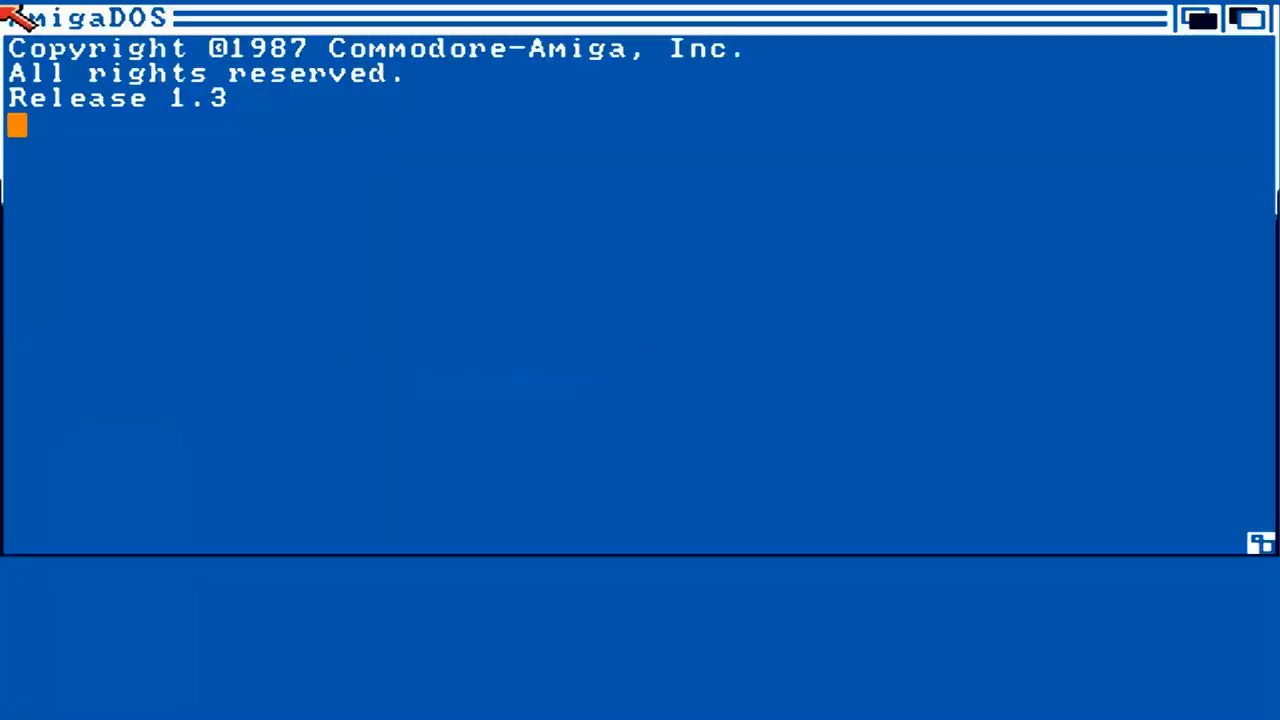 AmigaDOS
Copyright ©1987 Commodore-Amiga, Inc.
All rights reserved.
Release 1.3